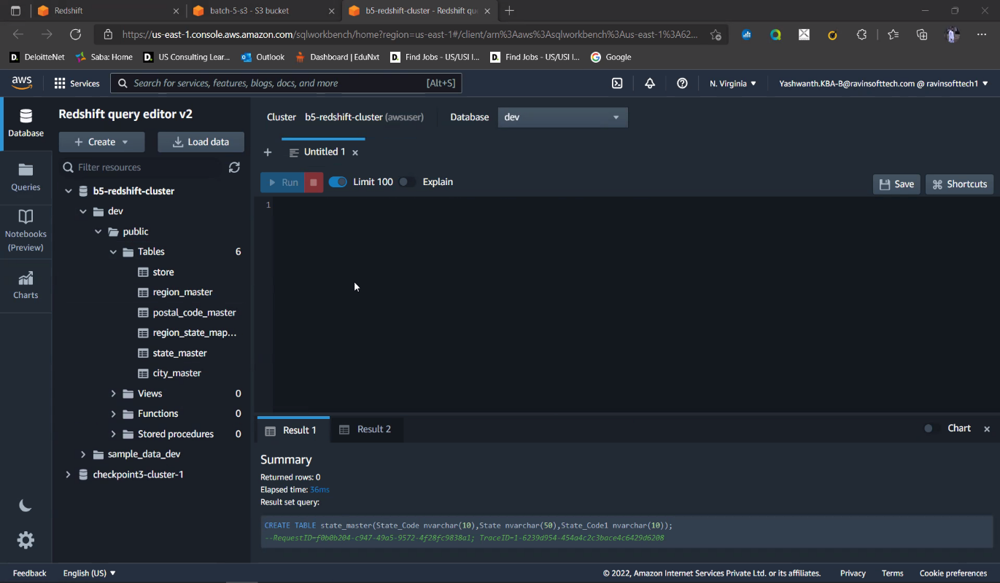 Redshift
batch-5-s3 - S3 bucket
b5-redshift-cluster - Redshift qu
https://us-east-1.console.aws.amazon.com/sqlworkbench/home?region=us-east-1#/client/arn%3Aaws%3Asqlworkbench%3Aus-east-1%3A62...
D. DeloitteNet
Saba: Home
D. US Consulting Lear...
Outlook
Dashboard | EduNxt
D. Find Jobs - US/USI I...
D. Find Jobs - US/USI I...
Google
aws
Services
Search for services, features, blogs, docs, and more
[Alt+S]
N. Virginia
Yashwanth.KBA-B@ravinsofttech.com @ ravinsofttech1
Database
Queries
Notebooks
(Preview)
Charts
Redshift query editor v2
+ Create
Load data
Filter resources
b5-redshift-cluster
dev
public
Tables 6
store
region_master
postal_code_master
region_state_map...
state_master
city_master
Views 0
Functions 0
Stored procedures 0
sample_data_dev
checkpoint3-cluster-1
Cluster b5-redshift-cluster (awsuser)
Database dev
Untitled 1
Run
Limit 100
Explain
Save
Shortcuts
1
Result 1
Result 2
Chart
Summary
Returned rows: 0
Elapsed time: 36ms
Result set query:
CREATE TABLE state_master(State_Code nvarchar(10),State nvarchar(50),State_Code1 nvarchar(10));
--RequestID=f0b0b204-c947-49a5-9572-4f28fc9838a1; TraceID=1-6239d954-454a4c2c3bace4c6429d6208
Feedback
English (US)
© 2022, Amazon Internet Services Private Ltd. or its affiliates.
Privacy
Terms
Cookie preferences